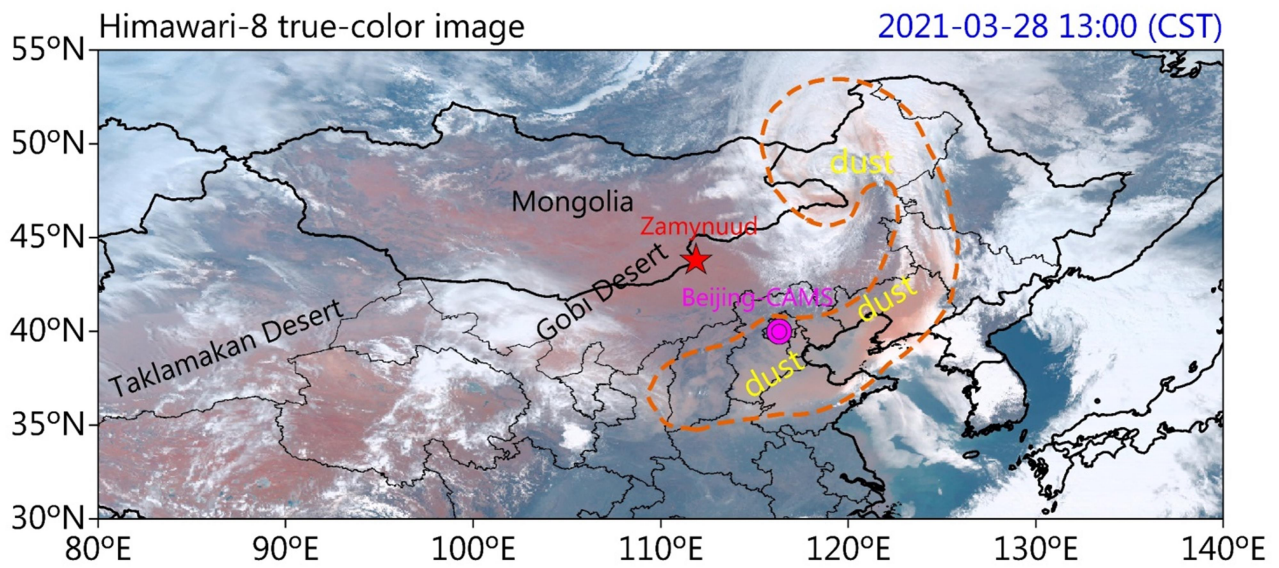 Himawari-8 true-color image
2021-03-28 13:00 (CST)
55°N
50°N
45°N
40°N
35°N
30°N
dust
Mongolia
Zamynuud
Gobi Desert
Beijing-CAMS
dust
Taklamakan Desert
dust
80°E
90°E
100°E
110°E
120°E
130°E
140°E